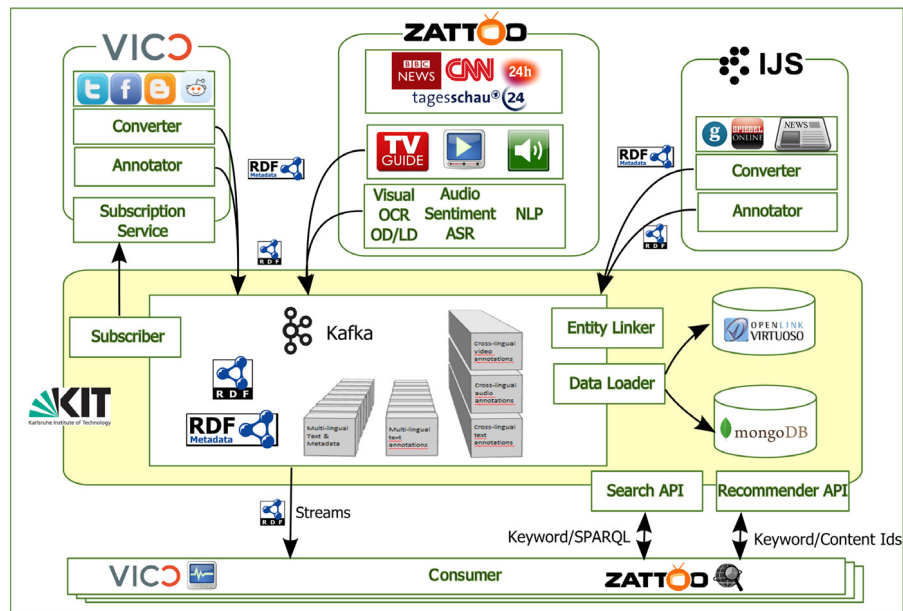 VICO
Converter
Annotator
Subscription
Service
ZATTOO
BBC
NEWS
CNN
24h
tagesschau 24
TV
GUIDE
Visual
OCR
OD/LD
Audio
Sentiment
ASR
NLP
IJS
g
SPIEGEL
ONLINE
NEWS
Converter
Annotator
RDF
Metadata
RDF
Metadata
RDF
RDF
Subscriber
Kafka
RDF
RDF
Metadata
Multi-lingual
Text &
Metadata
Multi-lingual
text
annotations
Cross-lingual
video
annotations
Cross-lingual
audio
annotations
Cross-lingual
text
annotations
Entity Linker
Data Loader
OPENLINK
VIRTUOSO
mongoDB
KIT
Karlsruhe Institute of Technology
Search API
Recommender API
RDF
Streams
Keyword/SPARQL
Keyword/Content Ids
VICO
Consumer
ZATTOO